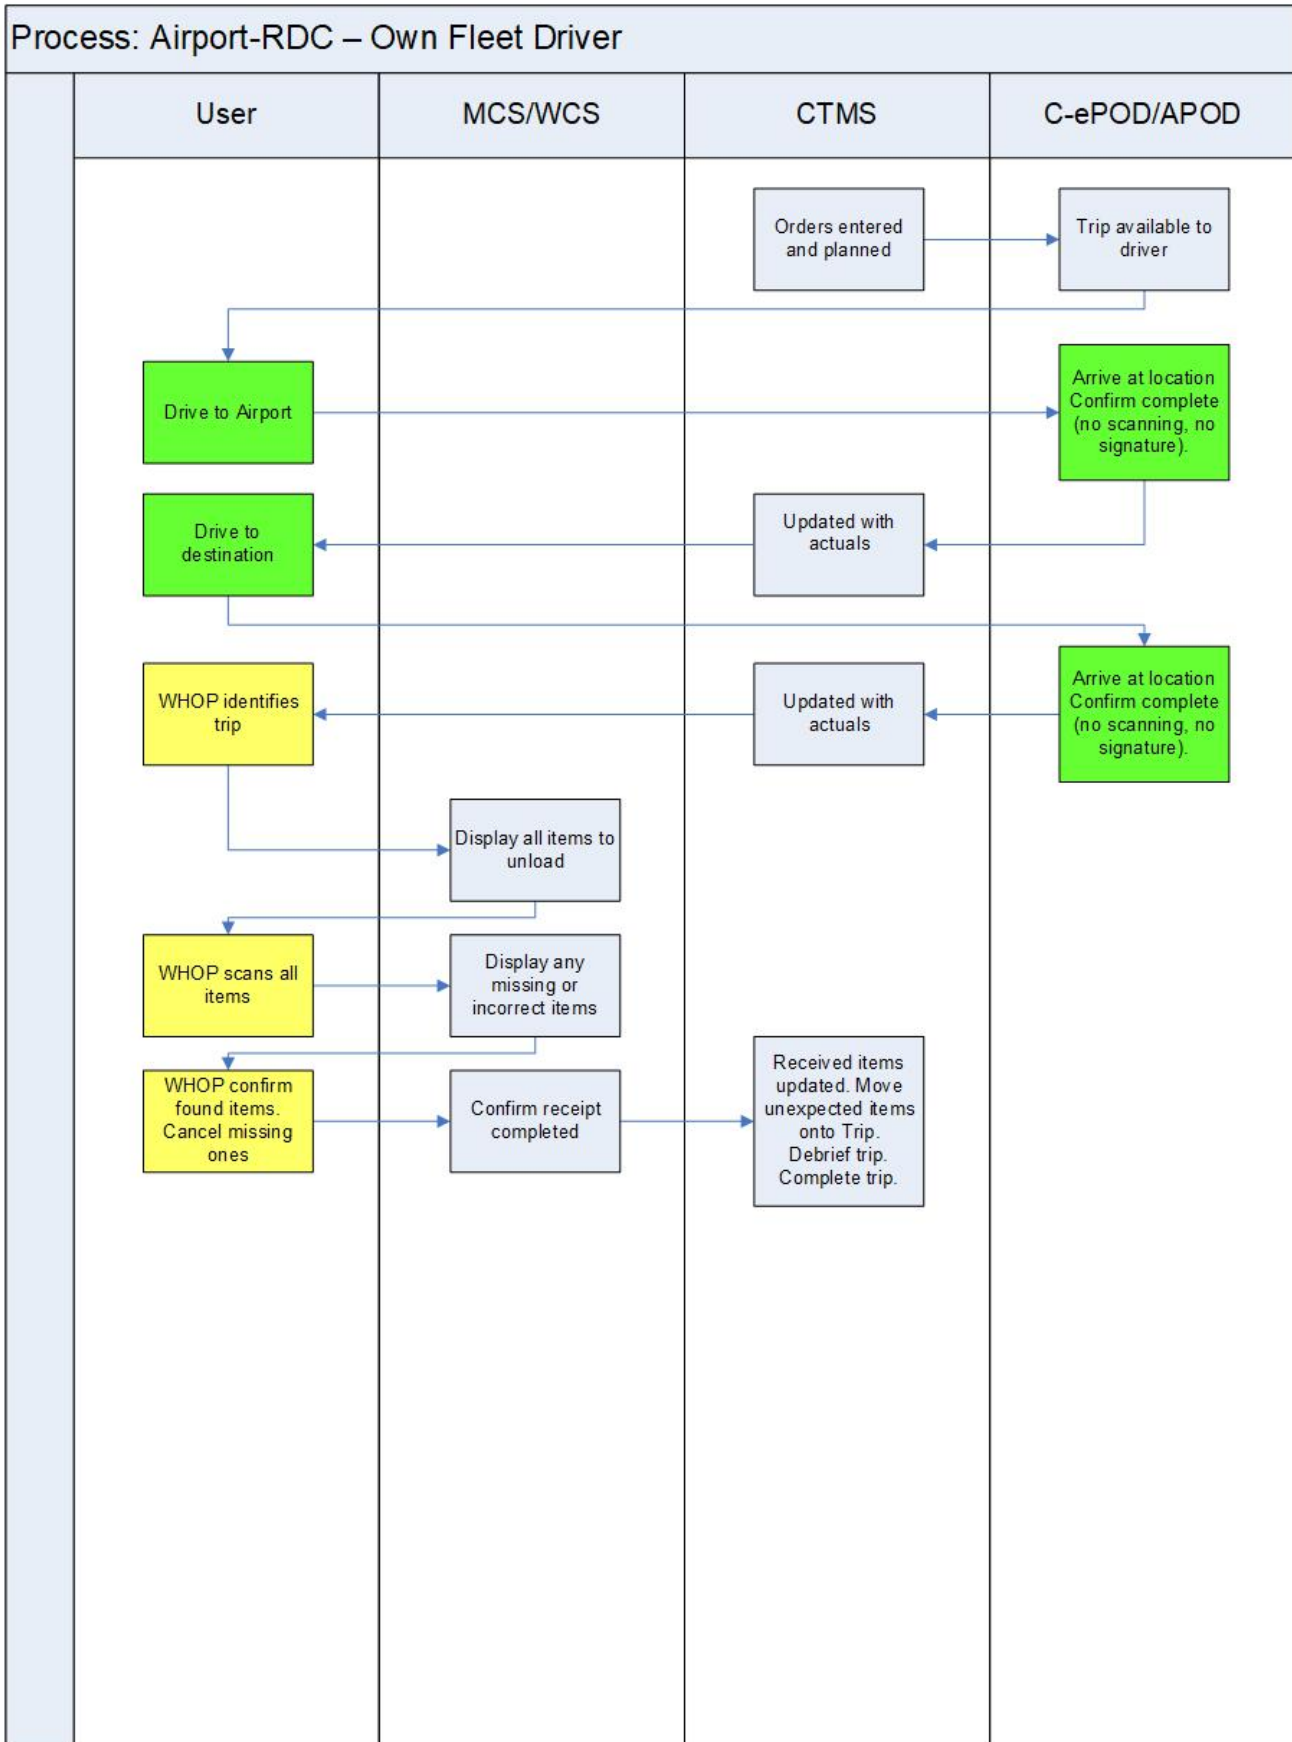 Process: Airport-RDC – Own Fleet Driver
User
MCS/WCS
CTMS
C-ePOD/APOD
Orders entered
and planned
Trip available to
driver
Drive to Airport
Arrive at location
Confirm complete
(no scanning, no
signature).
Drive to
destination
Updated with
actuals
WHOP identifies
trip
Updated with
actuals
Arrive at location
Confirm complete
(no scanning, no
signature).
Display all items to
unload
WHOP scans all
items
Display any
missing or
incorrect items
WHOP confirm
found items.
Cancel missing
ones
Confirm receipt
completed
Received items
updated. Move
unexpected items
onto Trip.
Debrief trip.
Complete trip.